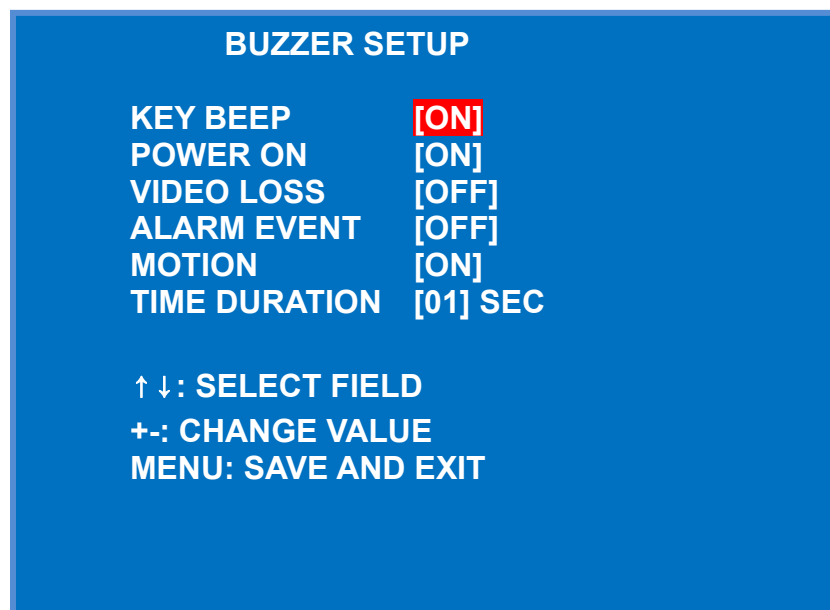 BUZZER SETUP
KEY BEEP [ON]
POWER ON [ON]
VIDEO LOSS [OFF]
ALARM EVENT [OFF]
MOTION [ON]
TIME DURATION [01] SEC
↑↓: SELECT FIELD
+-: CHANGE VALUE
MENU: SAVE AND EXIT